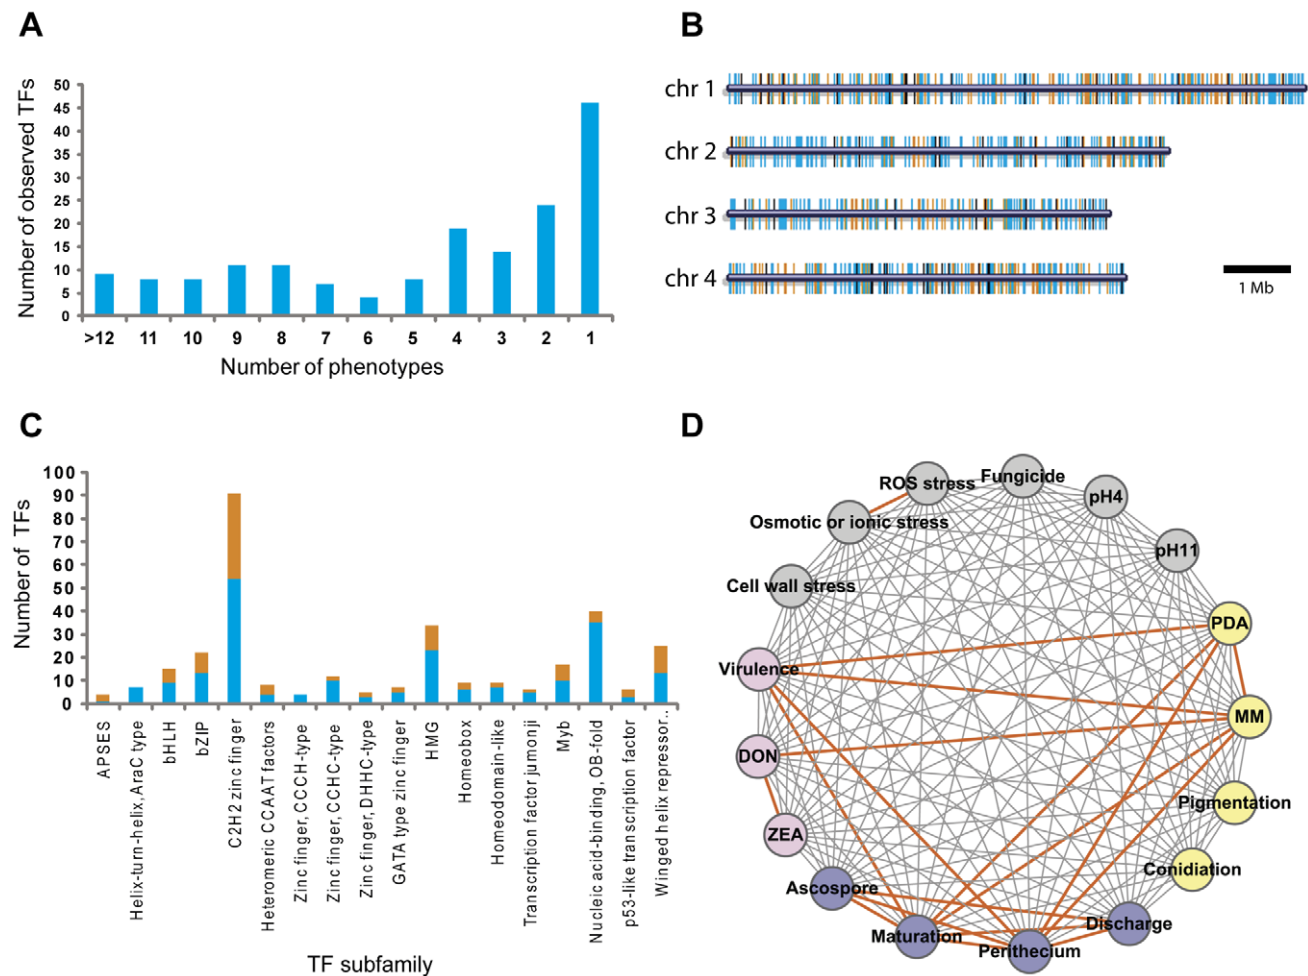 A
Number of observed TFs
50
45
40
35
30
25
20
15
10
5
0
>12 11 10 9 8 7 6 5 4 3 2 1
Number of phenotypes
B
chr 1
chr 2
chr 3
chr 4
1 Mb
C
Number of TFs
100
90
80
70
60
50
40
30
20
10
0
APSES
Helix-turn-helix, AraC type
bHLH
bZIP
C2H2 zinc finger
Heteromeric CCAAT factors
Zinc finger, CCCH-type
Zinc finger, CCHC-type
Zinc finger, DHHC-type
GATA type zinc finger
HMG
Homeobox
Homeodomain-like
Transcription factor jumonji
Myb
Nucleic acid-binding, OB-fold
p53-like transcription factor
Winged helix repressor...
TF subfamily
D
ROS stress
Fungicide
pH4
Osmotic or ionic stress
pH11
Cell wall stress
PDA
Virulence
MM
DON
Pigmentation
ZEA
Conidiation
Ascospore
Discharge
Maturation
Perithecium